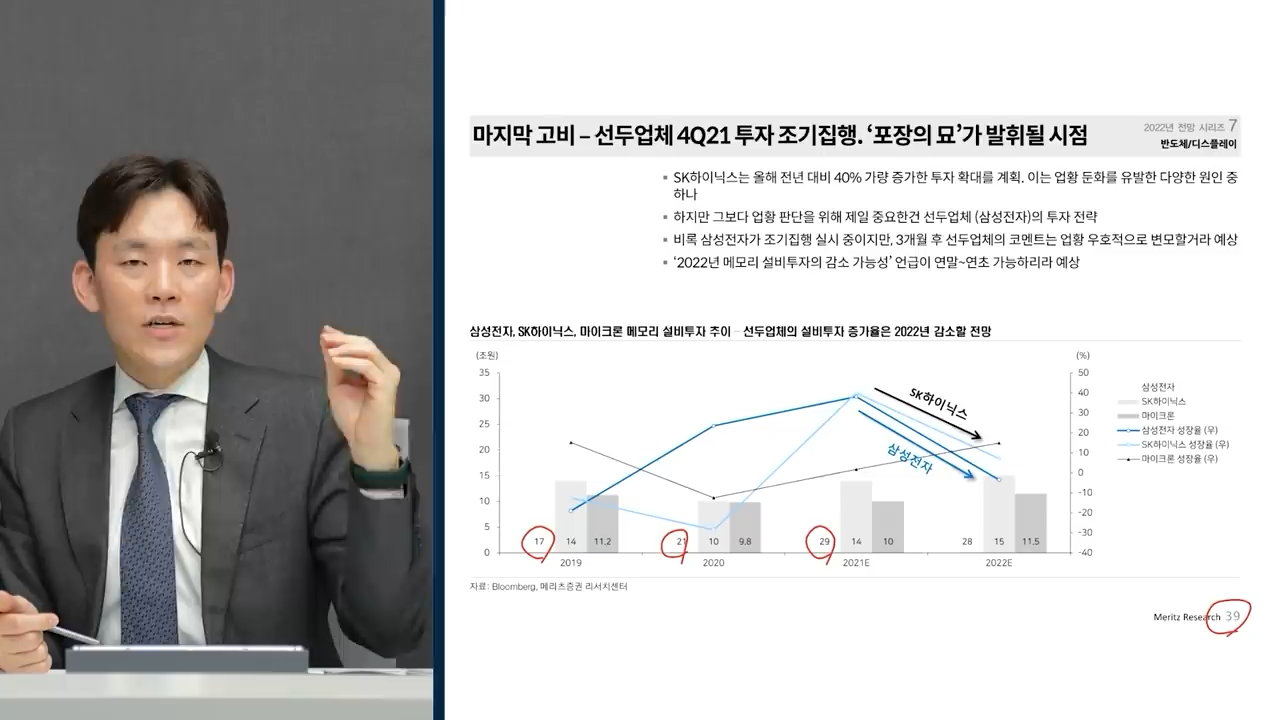 마지막 고비 – 선두업체 4Q21 투자 조기집행. ‘포장의 묘’가 발휘될 시점
2022년 전망 시리즈 7
반도체/디스플레이
▪ SK하이닉스는 올해 전년 대비 40% 가량 증가한 투자 확대를 계획. 이는 업황 둔화를 유발한 다양한 원인 중
하나
▪ 하지만 그보다 업황 판단을 위해 제일 중요한건 선두업체 (삼성전자)의 투자 전략
▪ 비록 삼성전자가 조기집행 실시 중이지만, 3개월 후 선두업체의 코멘트는 업황 우호적으로 변모할거라 예상
▪ ‘2022년 메모리 설비투자의 감소 가능성’ 언급이 연말~연초 가능하리라 예상
삼성전자, SK하이닉스, 마이크론 메모리 설비투자 추이 – 선두업체의 설비투자 증가율은 2022년 감소할 전망
(조원)
(%)
35
30
25
20
15
10
5
0
50
40
30
20
10
0
-10
-20
-30
-40
SK하이닉스
삼성전자
17 14 11.2
21 10 9.8
29 14 10
28 15 11.5
2019 2020 2021E 2022E
삼성전자
SK하이닉스
마이크론
삼성전자 성장율 (우)
SK하이닉스 성장율 (우)
마이크론 성장율 (우)
자료: Bloomberg, 메리츠증권 리서치센터
Meritz Research 39